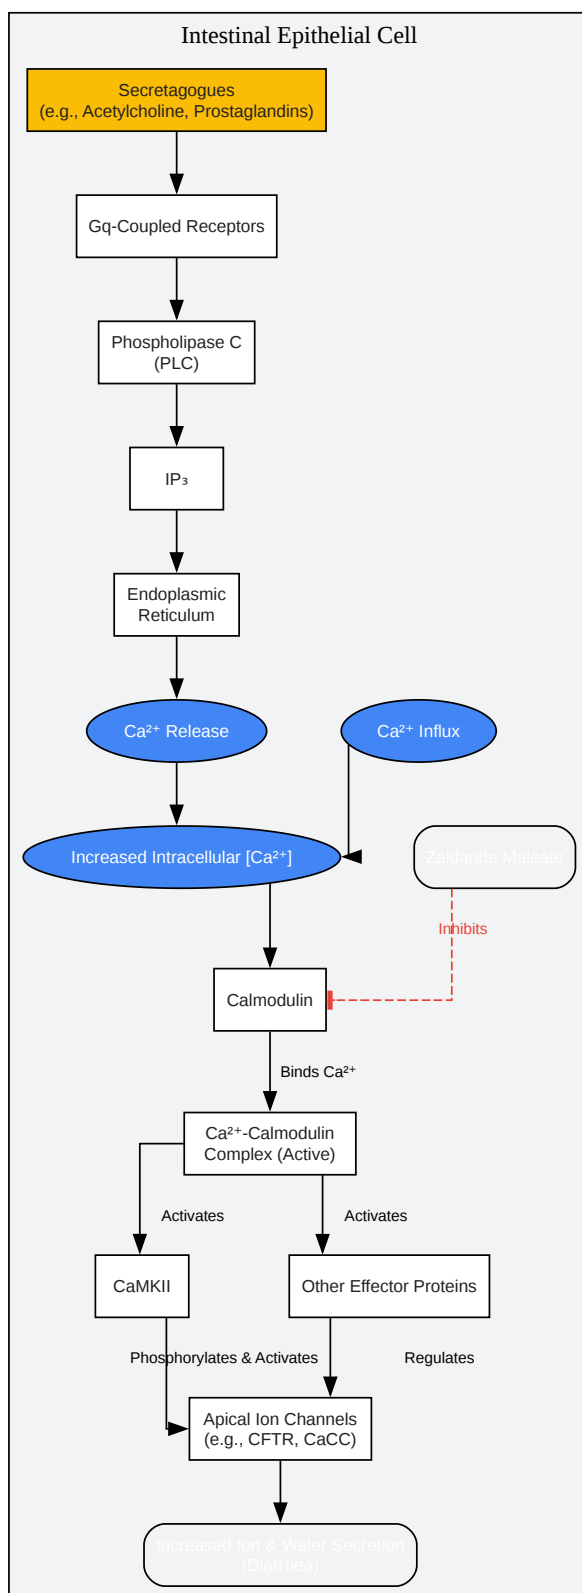 Intestinal Epithelial Cell
Secretagogues
(e.g., Acetylcholine, Prostaglandins)
Gq-Coupled Receptors
Phospholipase C
(PLC)
IP₃
Endoplasmic
Reticulum
Ca²⁺ Release
Ca²⁺ Influx
Increased Intracellular [Ca²⁺]
Zaldaride Maleate
Inhibits
Calmodulin
Binds Ca²⁺
Ca²⁺-Calmodulin
Complex (Active)
Activates
Activates
CaMKII
Other Effector Proteins
Phosphorylates & Activates
Regulates
Apical Ion Channels
(e.g., CFTR, CaCC)
Increased Ion & Water Secretion
(Diarrhea)